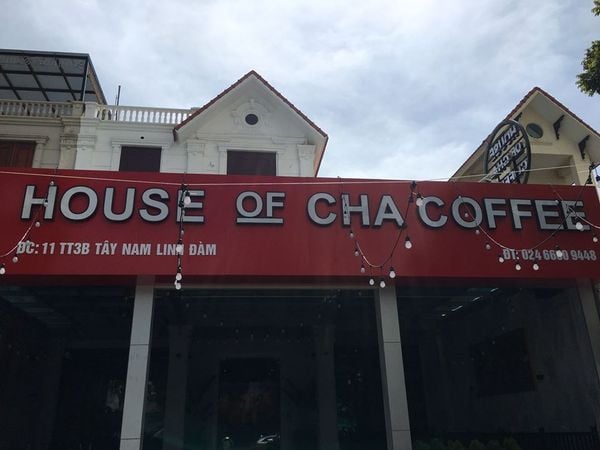 HOUSE OF CHA COFFEE
ĐC: 11 TT3B TÂY NAM LINH ĐÀM
ĐT: 024 6680 9448